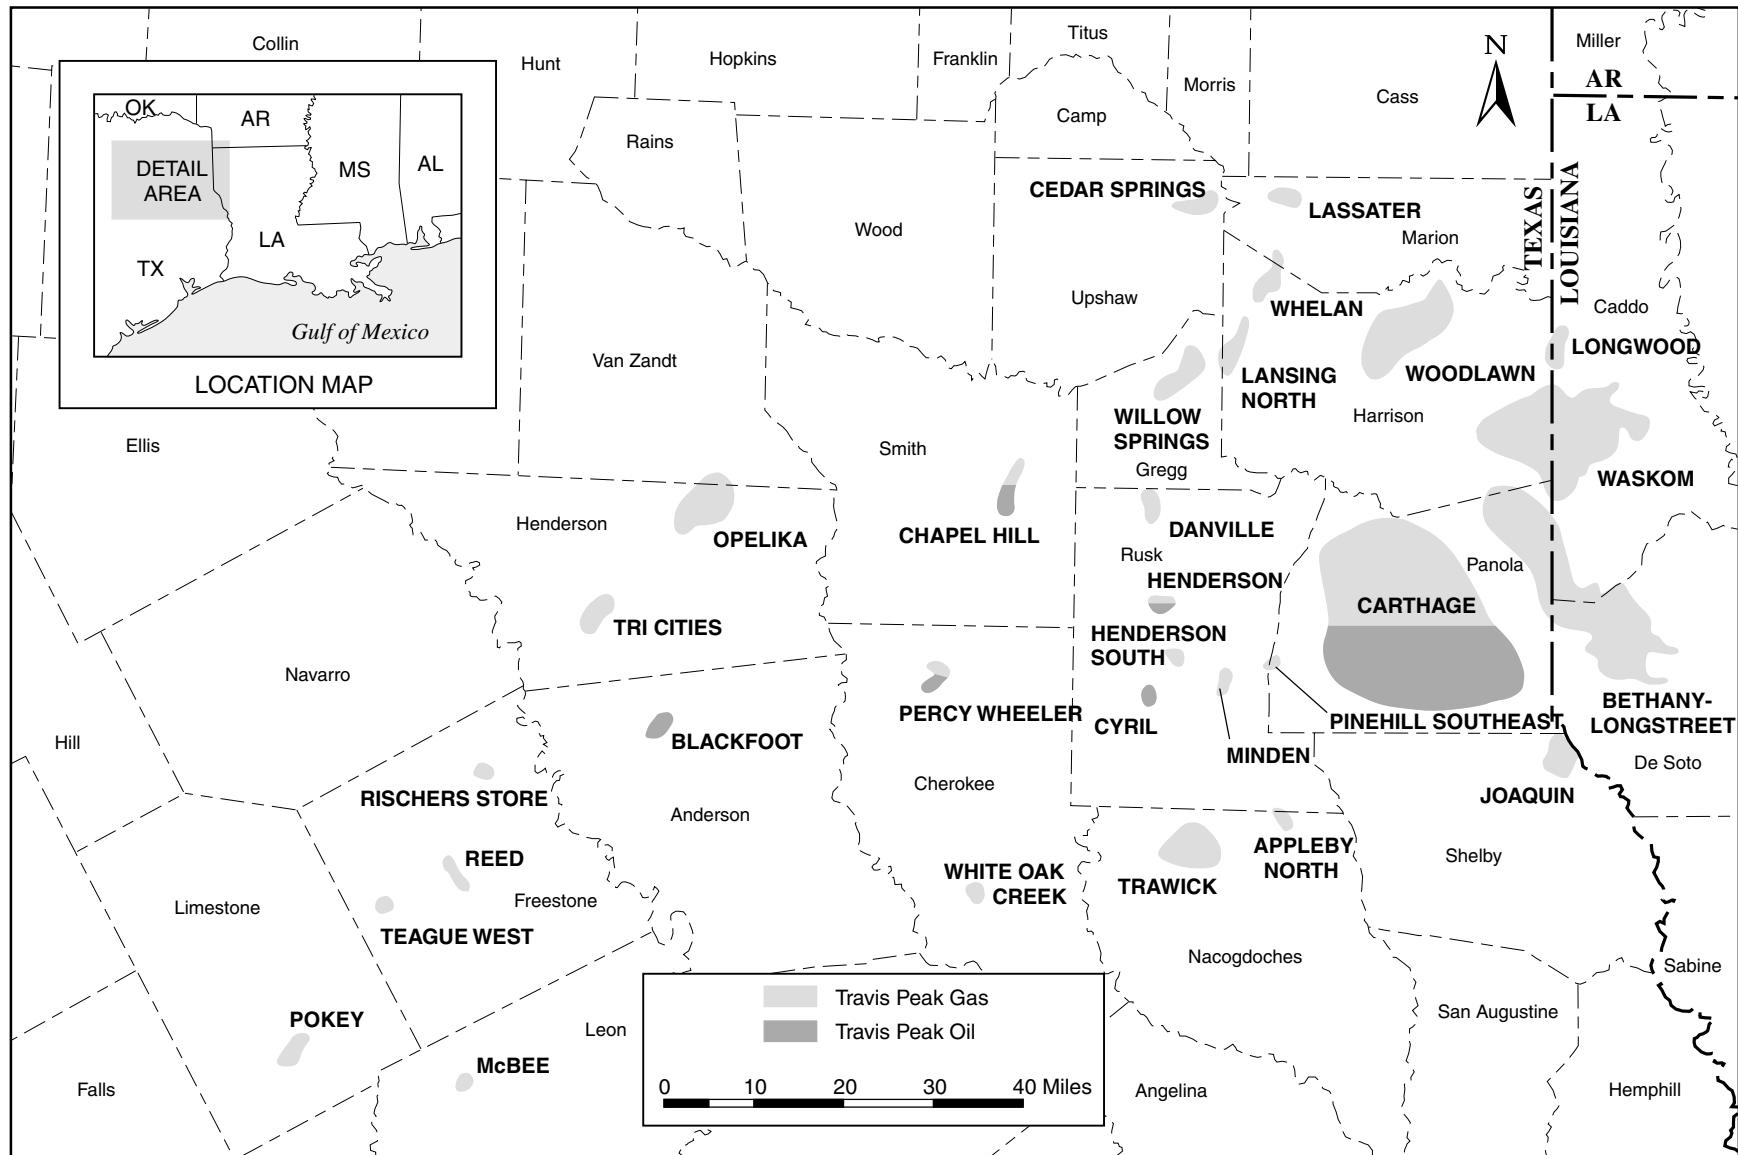 Collin
Hunt
Hopkins
Franklin
Titus
Morris
Cass
Miller
N
AR
LA
Rains
Camp
OK
AR
MS
AL
DETAIL
AREA
LA
TX
Gulf of Mexico
LOCATION MAP
CEDAR SPRINGS
LASSATER
Marion
TEXAS
LOUISIANA
Wood
Upshaw
WHELAN
Caddo
LONGWOOD
Van Zandt
LANSING
NORTH
WOODLAWN
Harrison
WILLOW
SPRINGS
Gregg
Ellis
Smith
WASKOM
Henderson
OPELIKA
CHAPEL HILL
DANVILLE
Rusk
HENDERSON
Panola
CARTHAGE
TRI CITIES
HENDERSON
SOUTH
Navarro
PERCY WHEELER
CYRIL
PINEHILL SOUTHEAST
BETHANY-
LONGSTREET
Hill
BLACKFOOT
MINDEN
De Soto
RISCHERS STORE
Anderson
Cherokee
JOAQUIN
REED
Freestone
WHITE OAK
CREEK
TRAWICK
APPLEBY
NORTH
Shelby
Limestone
TEAGUE WEST
Nacogdoches
Sabine
POKEY
Leon
San Augustine
McBEE
Falls
Angelina
Hemphill
Travis Peak Gas
Travis Peak Oil
0 10 20 30 40 Miles